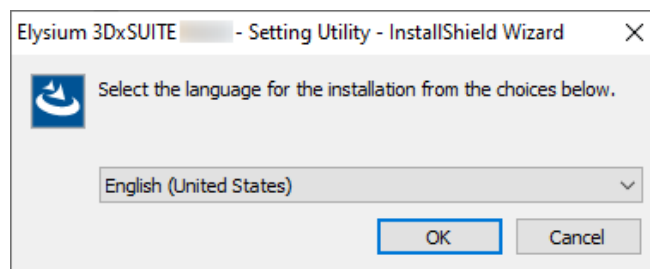 Elysium 3DxSUITE - Setting Utility - InstallShield Wizard
Select the language for the installation from the choices below.
English (United States)
OK Cancel